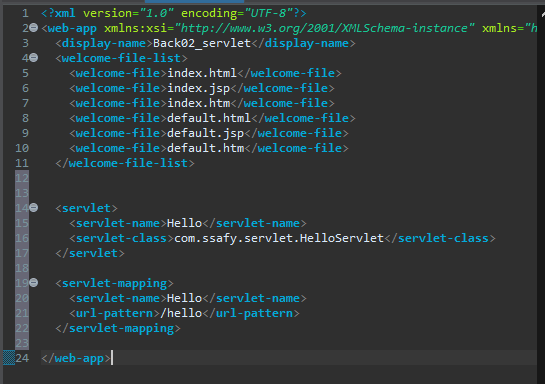 1 <?xml version="1.0" encoding="UTF-8"?>
2 <web-app xmlns:xsi="http://www.w3.org/2001/XMLSchema-instance" xmlns="h
3 <display-name>Back02_servlet</display-name>
4 <welcome-file-list>
5 <welcome-file>index.html</welcome-file>
6 <welcome-file>index.jsp</welcome-file>
7 <welcome-file>index.htm</welcome-file>
8 <welcome-file>default.html</welcome-file>
9 <welcome-file>default.jsp</welcome-file>
10 <welcome-file>default.htm</welcome-file>
11 </welcome-file-list>
12
13
14 <servlet>
15 <servlet-name>Hello</servlet-name>
16 <servlet-class>com.ssafy.servlet.HelloServlet</servlet-class>
17 </servlet>
18
19 <servlet-mapping>
20 <servlet-name>Hello</servlet-name>
21 <url-pattern>/hello</url-pattern>
22 </servlet-mapping>
23
24 </web-app>